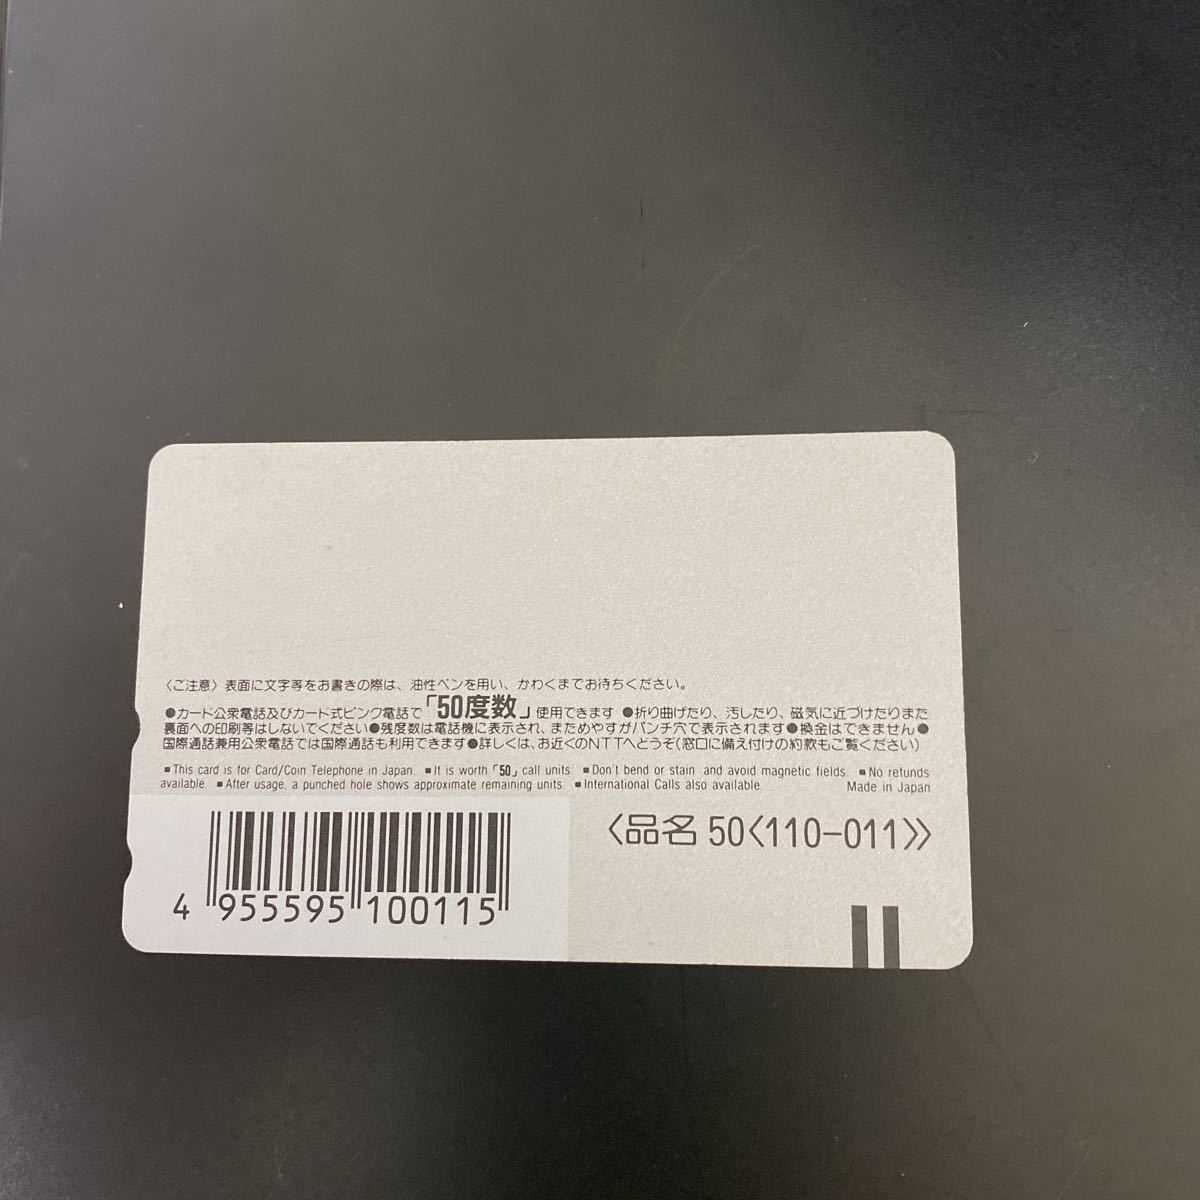 〈ご注意〉表面に文字等をお書きの際は、油性ペンを用い、かわくまでお待ちください。
●カード公衆電話及びカード式ピンク電話で「50度数」使用できます ●折り曲げたり、汚したり、磁気に近づけたりまた
裏面への印刷等はしないでください●残度数は電話機に表示され、まためやすがパンチ穴で表示されます●換金はできません●
国際通話兼用公衆電話では国際通話も利用できます●詳しくは、お近くのNTTへどうぞ(窓口に備え付けの約款もご覧ください)
■This card is for Card/Coin Telephone in Japan. ■It is worth「50」call units. ■Don't bend or stain and avoid magnetic fields. ■No refunds
available. ■After usage, a punched hole shows approximate remaining units. ■International Calls also available. Made in Japan
〈品名 50〈110-011〉〉
4 955595 100115